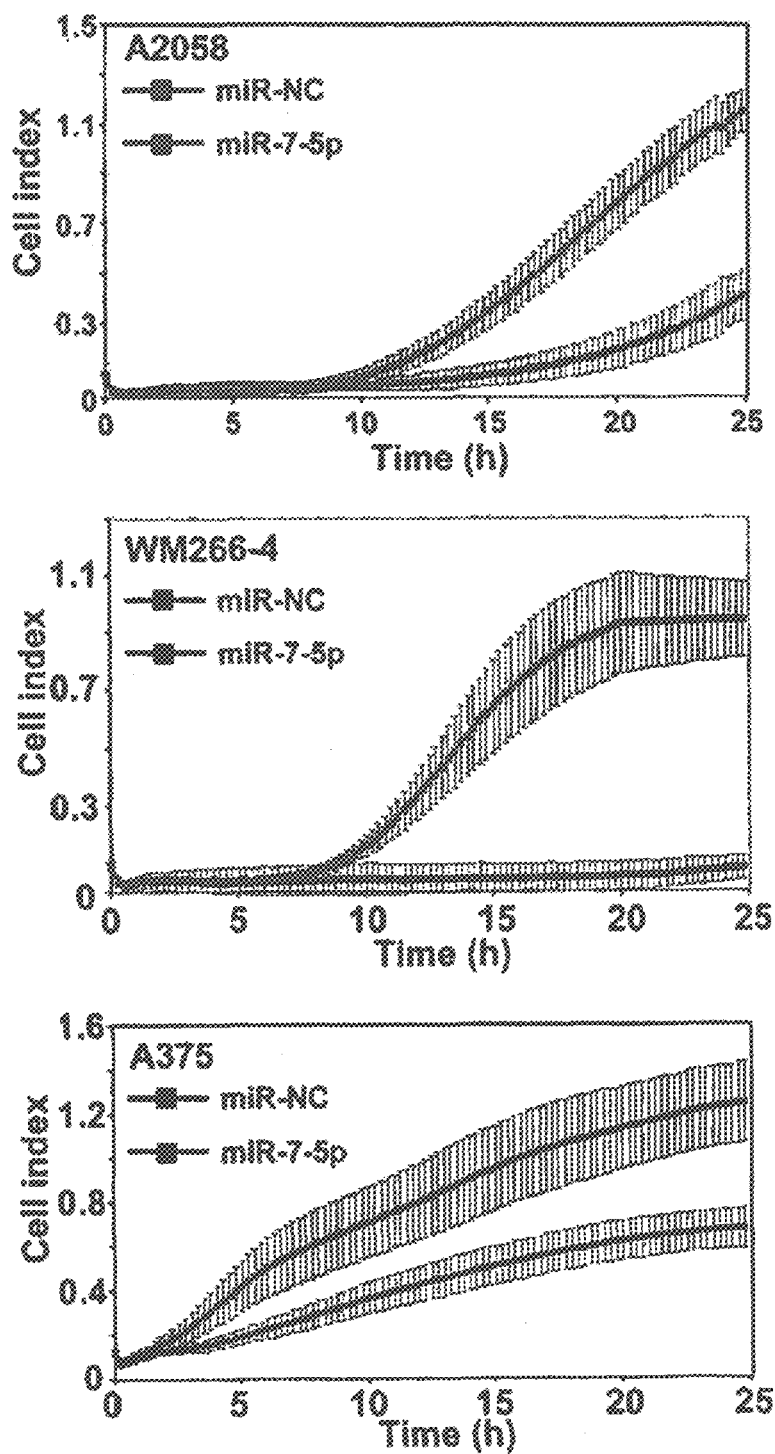 1.5
A2058
miR-NC
1.1
miR-7-5p
Cell index
0.7
0.3
0
0 5 10 15 20 25
Time (h)
WM266-4
1.1
miR-NC
miR-7-5p
Cell index
0.7
0.3
0
0 5 10 15 20 25
Time (h)
1.6
A375
miR-NC
1.2
miR-7-5p
Cell index
0.8
0.4
0
0 5 10 15 20 25
Time (h)